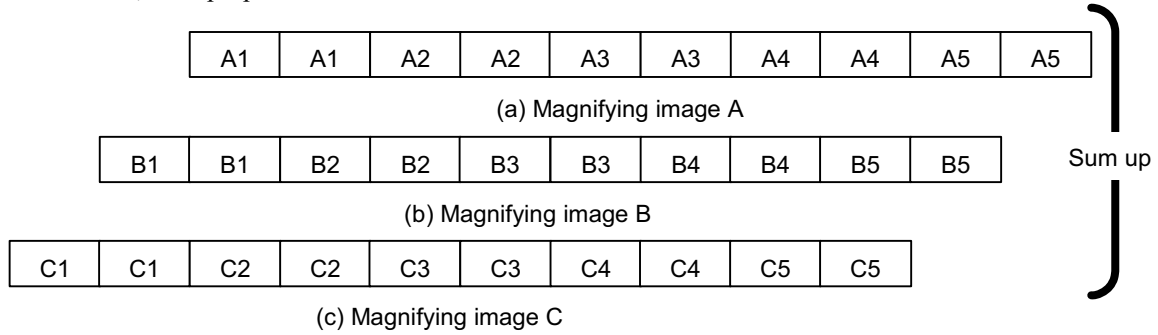 A1 A1 A2 A2 A3 A3 A4 A4 A5 A5
(a) Magnifying image A
B1 B1 B2 B2 B3 B3 B4 B4 B5 B5
Sum up
(b) Magnifying image B
C1 C1 C2 C2 C3 C3 C4 C4 C5 C5
(c) Magnifying image C